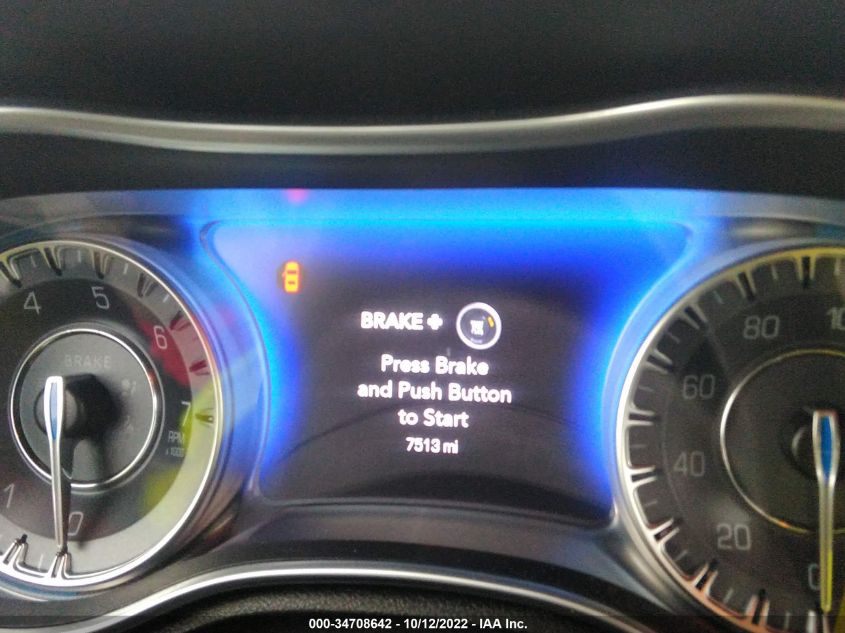 4
5
6
7
BRAKE
RPM
x 1000
1
0
BRAKE +
Press Brake
and Push Button
to Start
7513 mi
80
60
40
20
0
000-34708642 - 10/12/2022 - IAA Inc.